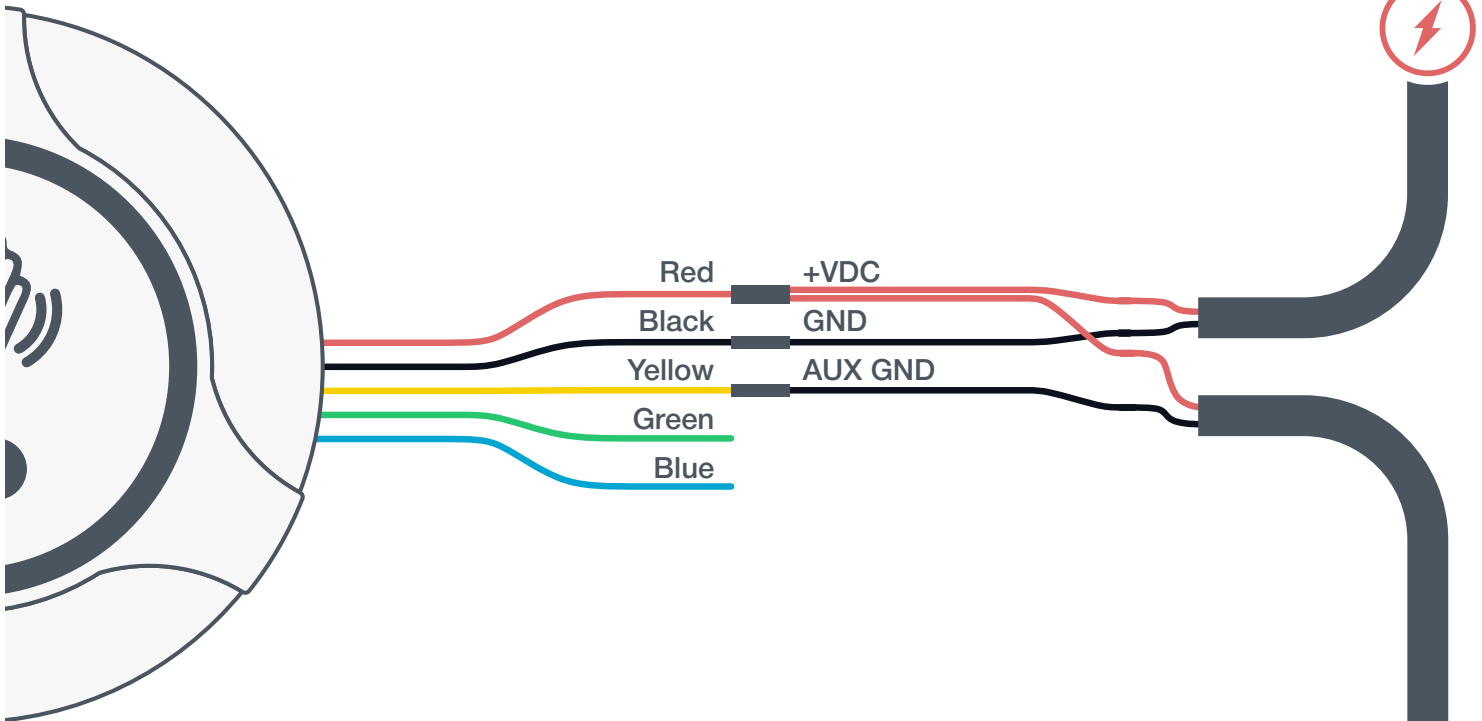 Red +VDC
Black GND
Yellow AUX GND
Green
Blue